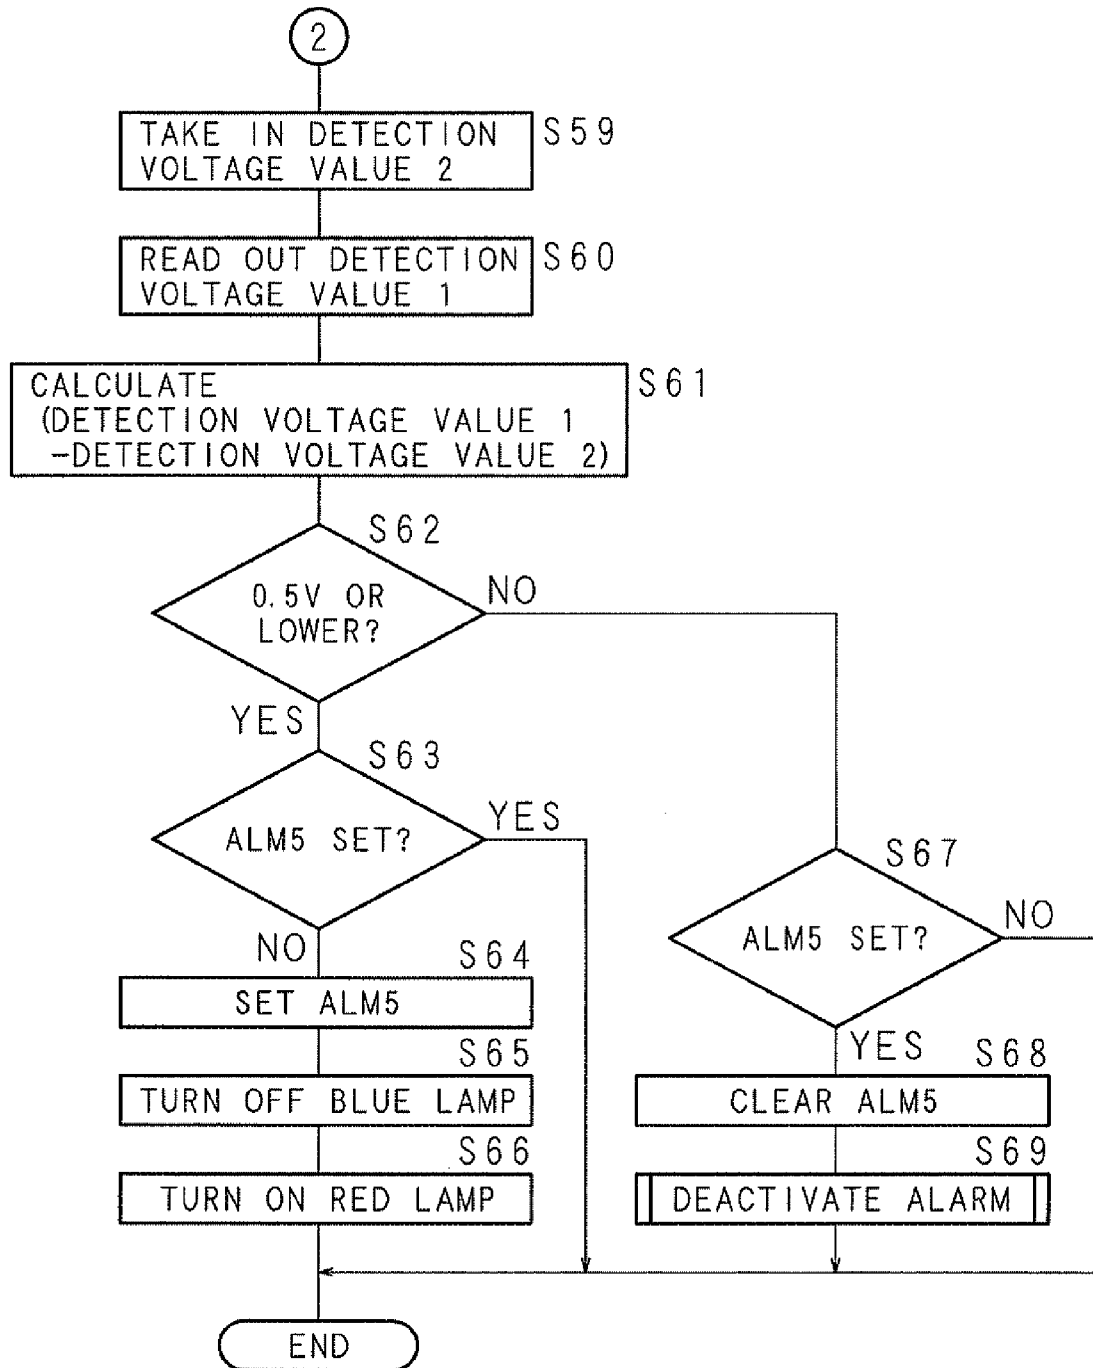 2
TAKE IN DETECTION
VOLTAGE VALUE 2
S59
READ OUT DETECTION
VOLTAGE VALUE 1
S60
CALCULATE
(DETECTION VOLTAGE VALUE 1
-DETECTION VOLTAGE VALUE 2)
S61
S62
0.5V OR
LOWER?
NO
YES
S63
ALM5 SET?
YES
NO
S64
SET ALM5
S65
TURN OFF BLUE LAMP
S66
TURN ON RED LAMP
S67
ALM5 SET?
NO
YES
S68
CLEAR ALM5
S69
DEACTIVATE ALARM
END